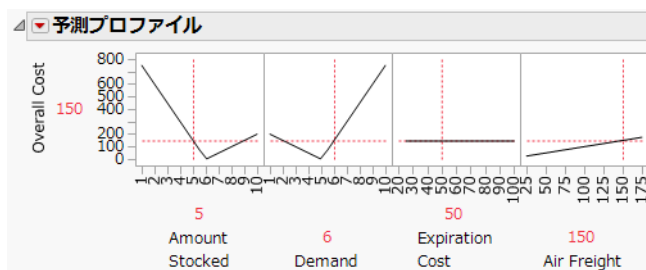 予測プロファイル
Overall Cost
150
800
600
500
400
200
100
0
1 2 3 4 5 6 7 8 9 10
1 2 3 4 5 6 7 8 9 10
20 30 40 50 60 70 80 90 100
25 50 75 100 125 150 175
5
Amount
Stocked
6
Demand
50
Expiration
Cost
150
Air Freight